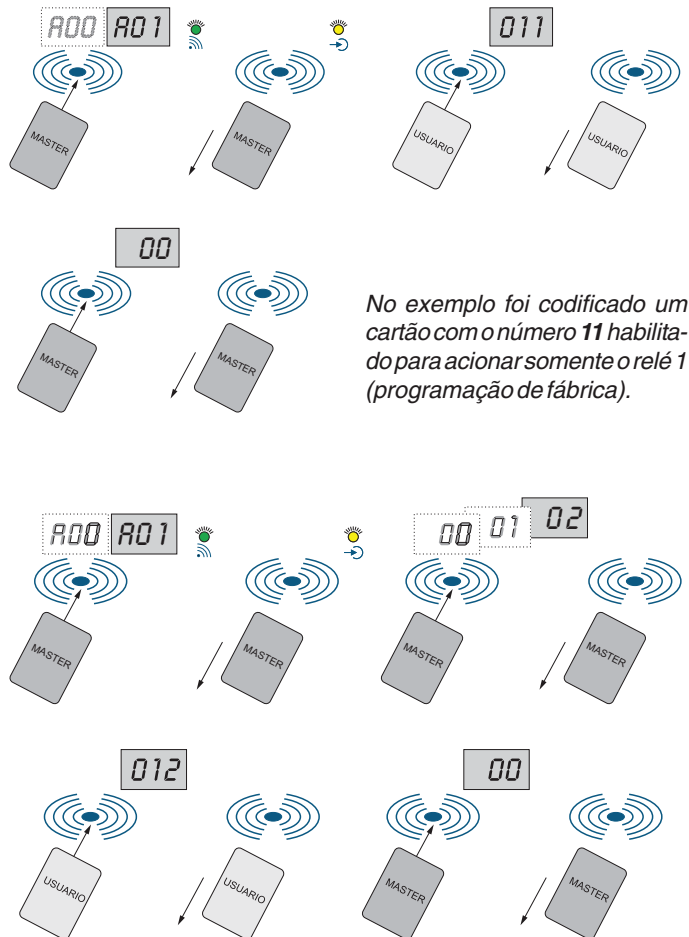 A00 A01
011
MASTER MASTER USUARIO USUARIO
00
MASTER MASTER
No exemplo foi codificado um
cartão com o número 11 habilita-
do para acionar somente o relé 1
(programação de fábrica).
A00 A01
00 01 02
MASTER MASTER MASTER MASTER
012
00
USUARIO USUARIO MASTER MASTER